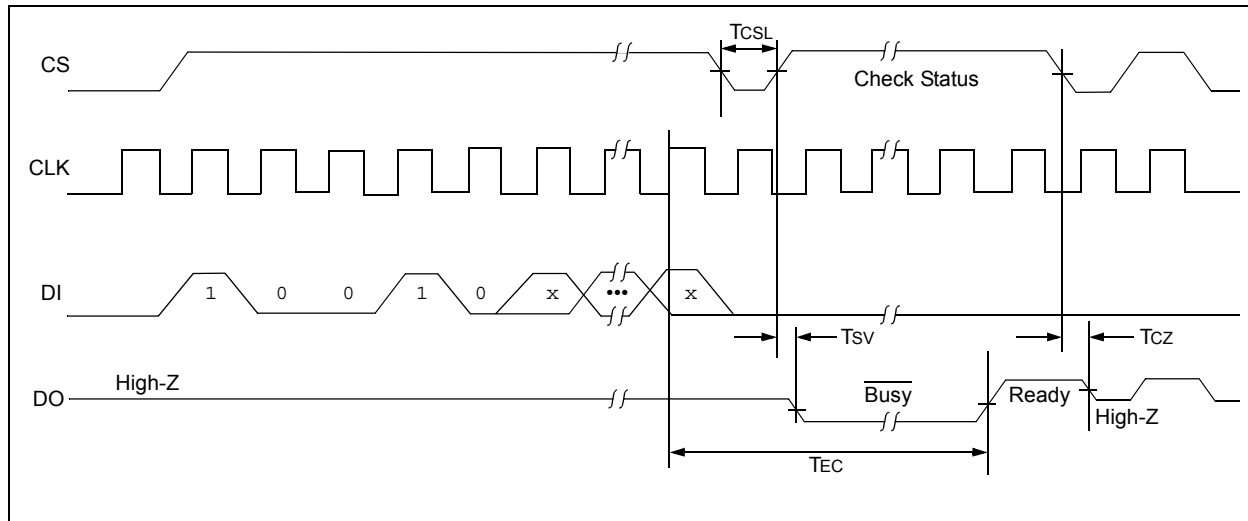 TCSL
CS
Check Status
CLK
DI
1 0 0 1 0 x ••• x
TSV
TCZ
High-Z
DO
Busy
Ready
High-Z
TEC